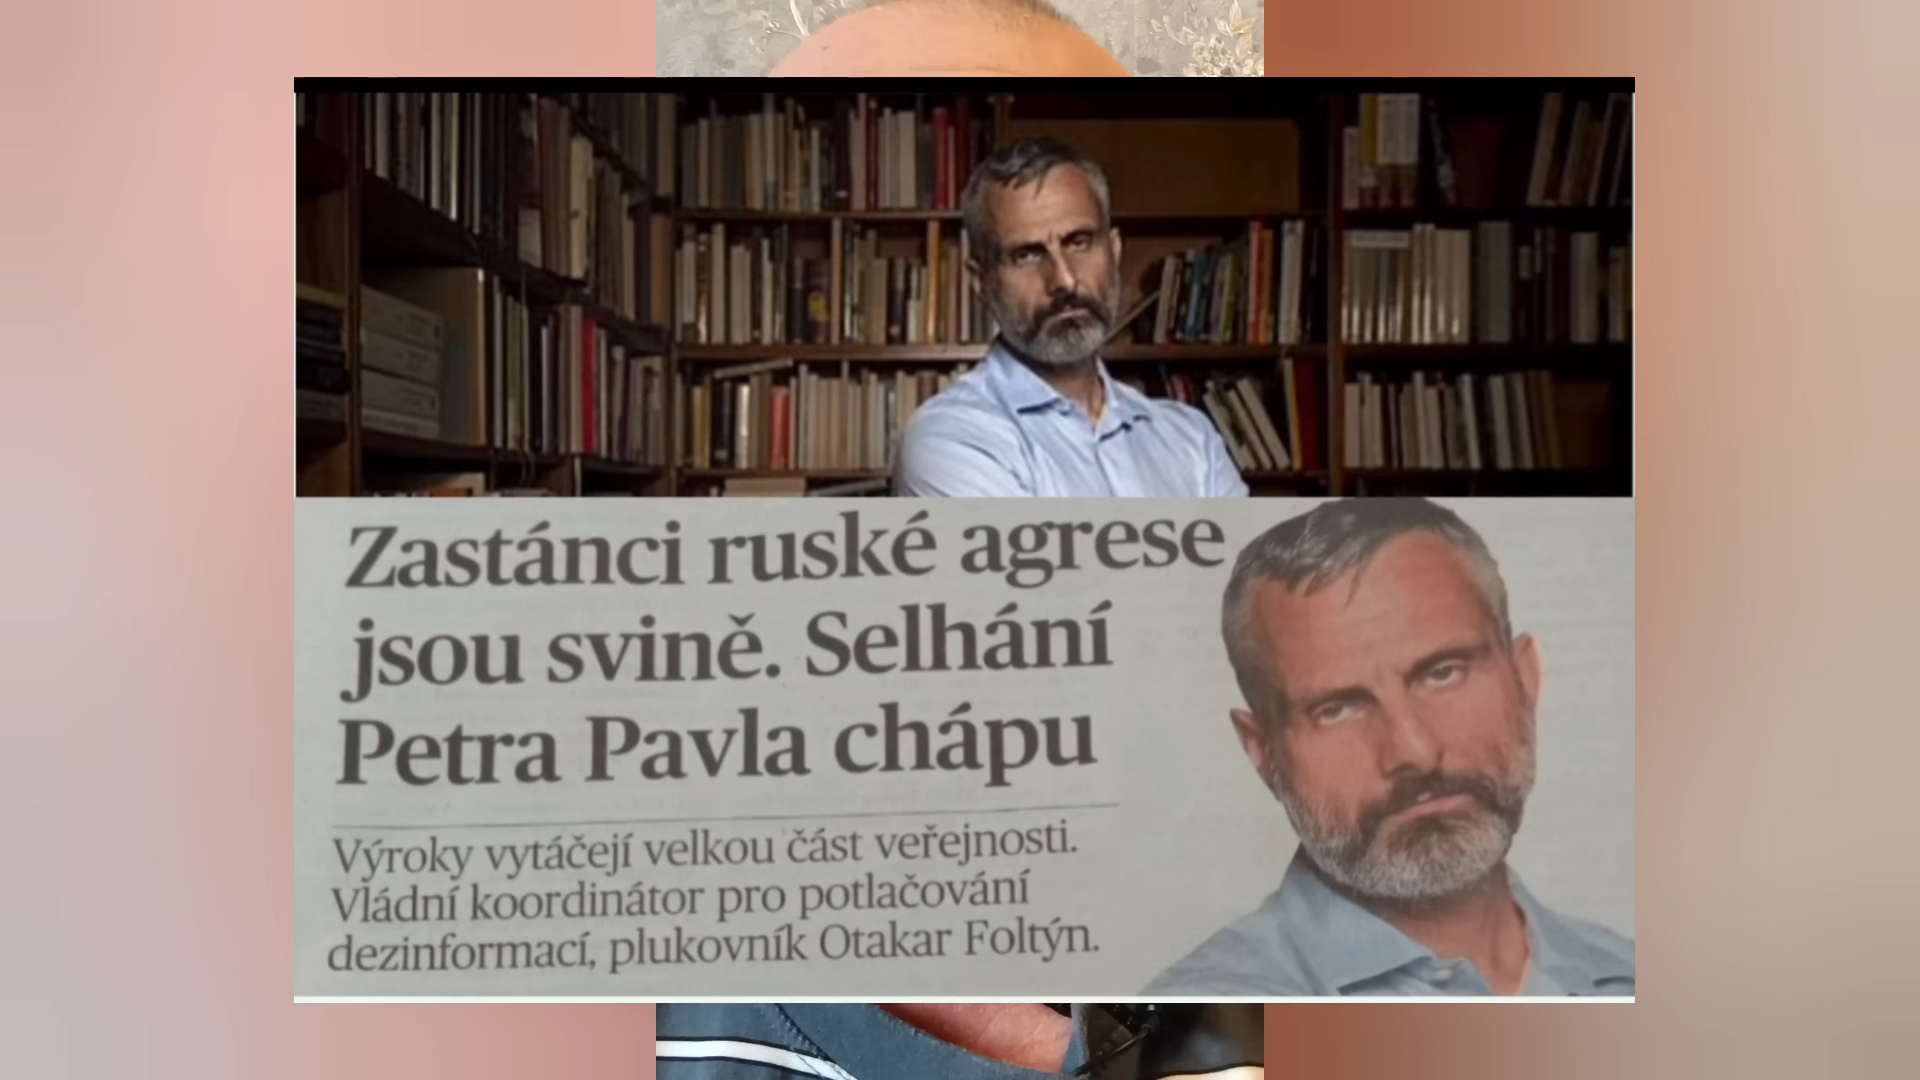 Zastánci ruské agrese
jsou svině. Selhání
Petra Pavla chápu
Výroky vytáčejí velkou část veřejnosti.
Vládní koordinátor pro potlačování
dezinformací, plukovník Otakar Foltýn.